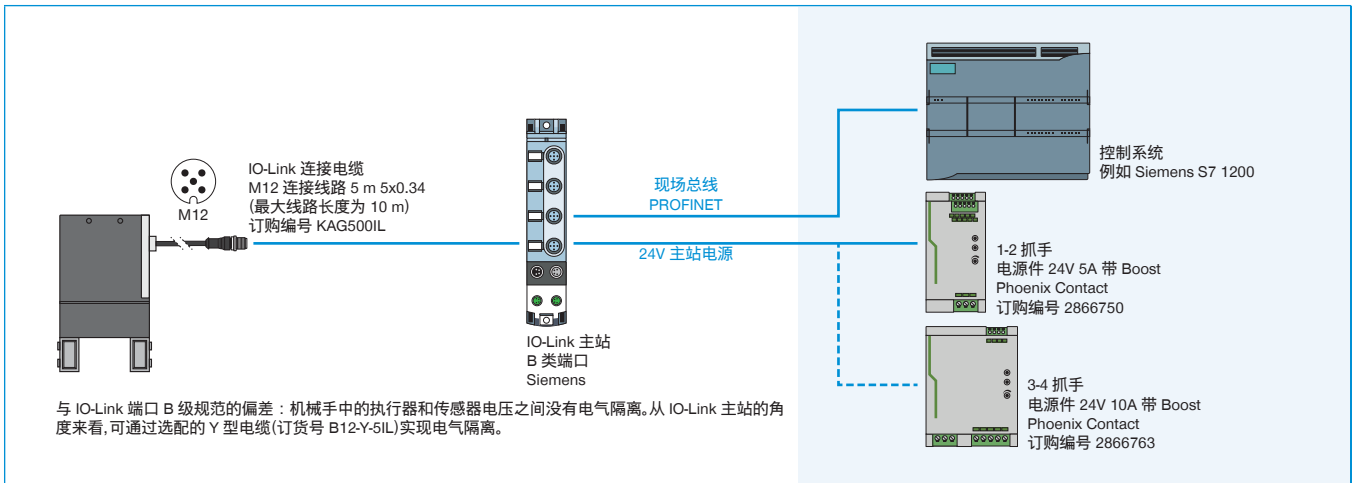 M12
IO-Link 连接电缆
M12 连接线路 5 m 5x0.34
(最大线路长度为 10 m)
订购编号 KAG500IL
IO-Link 主站
B 类端口
Siemens
现场总线
PROFINET
24V 主站电源
控制系统
例如 Siemens S7 1200
1-2 抓手
电源件 24V 5A 带 Boost
Phoenix Contact
订购编号 2866750
3-4 抓手
电源件 24V 10A 带 Boost
Phoenix Contact
订购编号 2866763
与 IO-Link 端口 B 级规范的偏差：机械手中的执行器和传感器电压之间没有电气隔离。从 IO-Link 主站的角
度来看,可通过选配的 Y 型电缆(订货号 B12-Y-5IL)实现电气隔离。